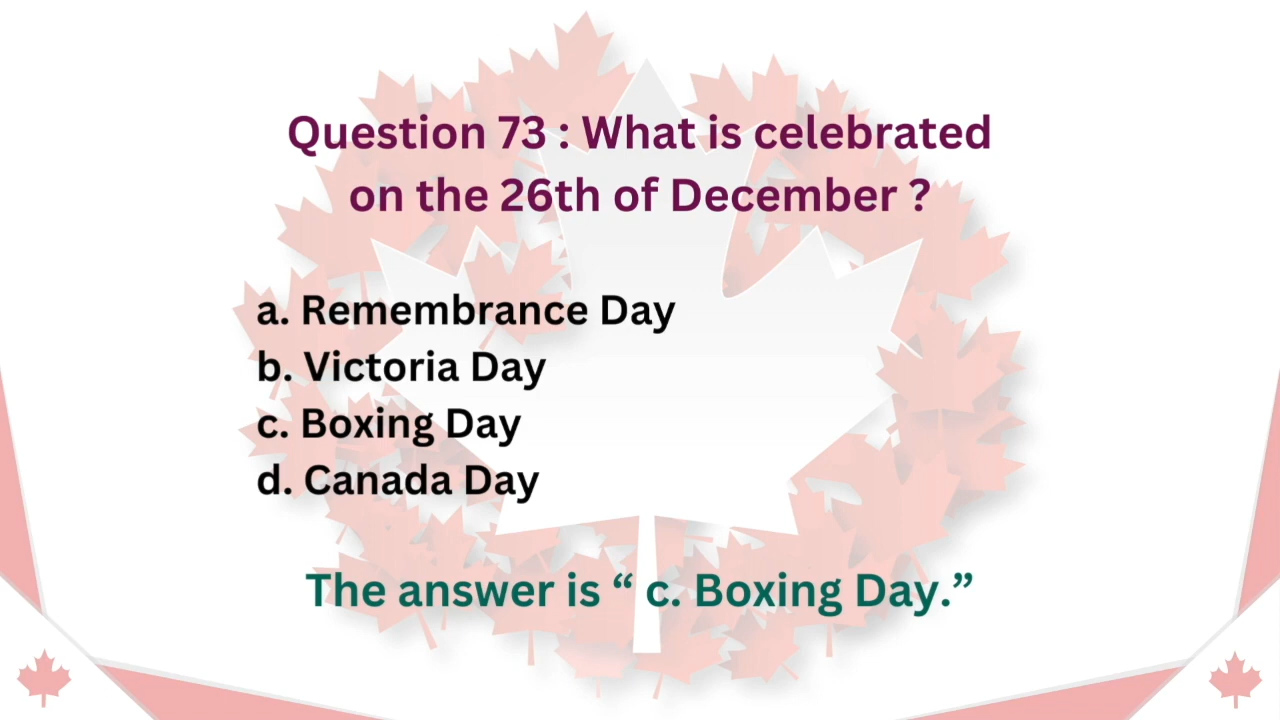 Question 73 : What is celebrated
on the 26th of December ?
a. Remembrance Day
b. Victoria Day
c. Boxing Day
d. Canada Day
The answer is “ c. Boxing Day.”